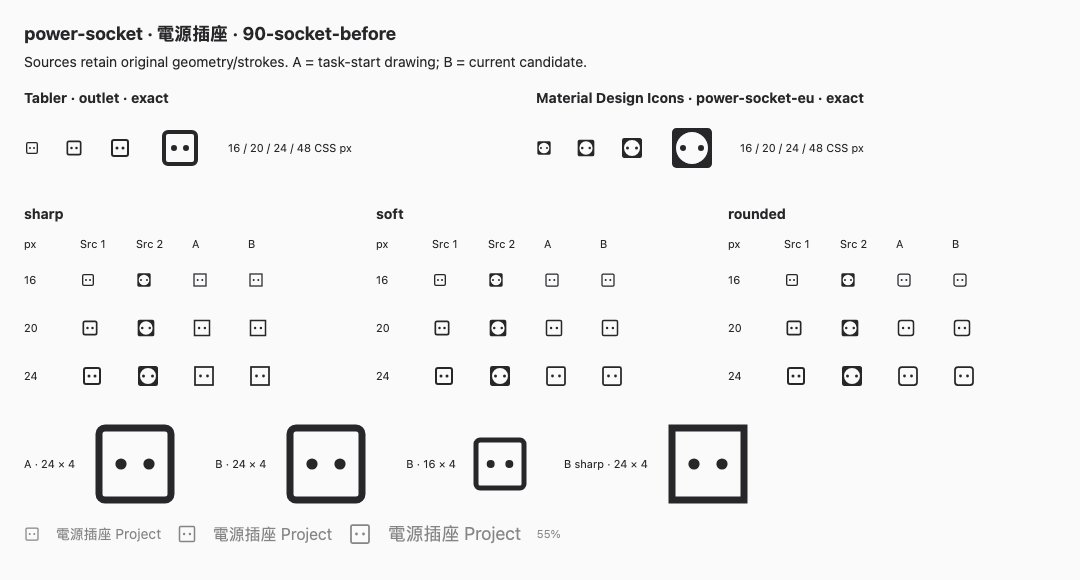 power-socket · 電源插座 · 90-socket-before
Sources retain original geometry/strokes. A = task-start drawing; B = current candidate.
Tabler · outlet · exact
Material Design Icons · power-socket-eu · exact
16 / 20 / 24 / 48 CSS px
16 / 20 / 24 / 48 CSS px
sharp
soft
rounded
px Src 1 Src 2 A B
px Src 1 Src 2 A B
px Src 1 Src 2 A B
16
16
16
20
20
20
24
24
24
A · 24 × 4
B · 24 × 4
B · 16 × 4
B sharp · 24 × 4
電源插座 Project
電源插座 Project
電源插座 Project
55%